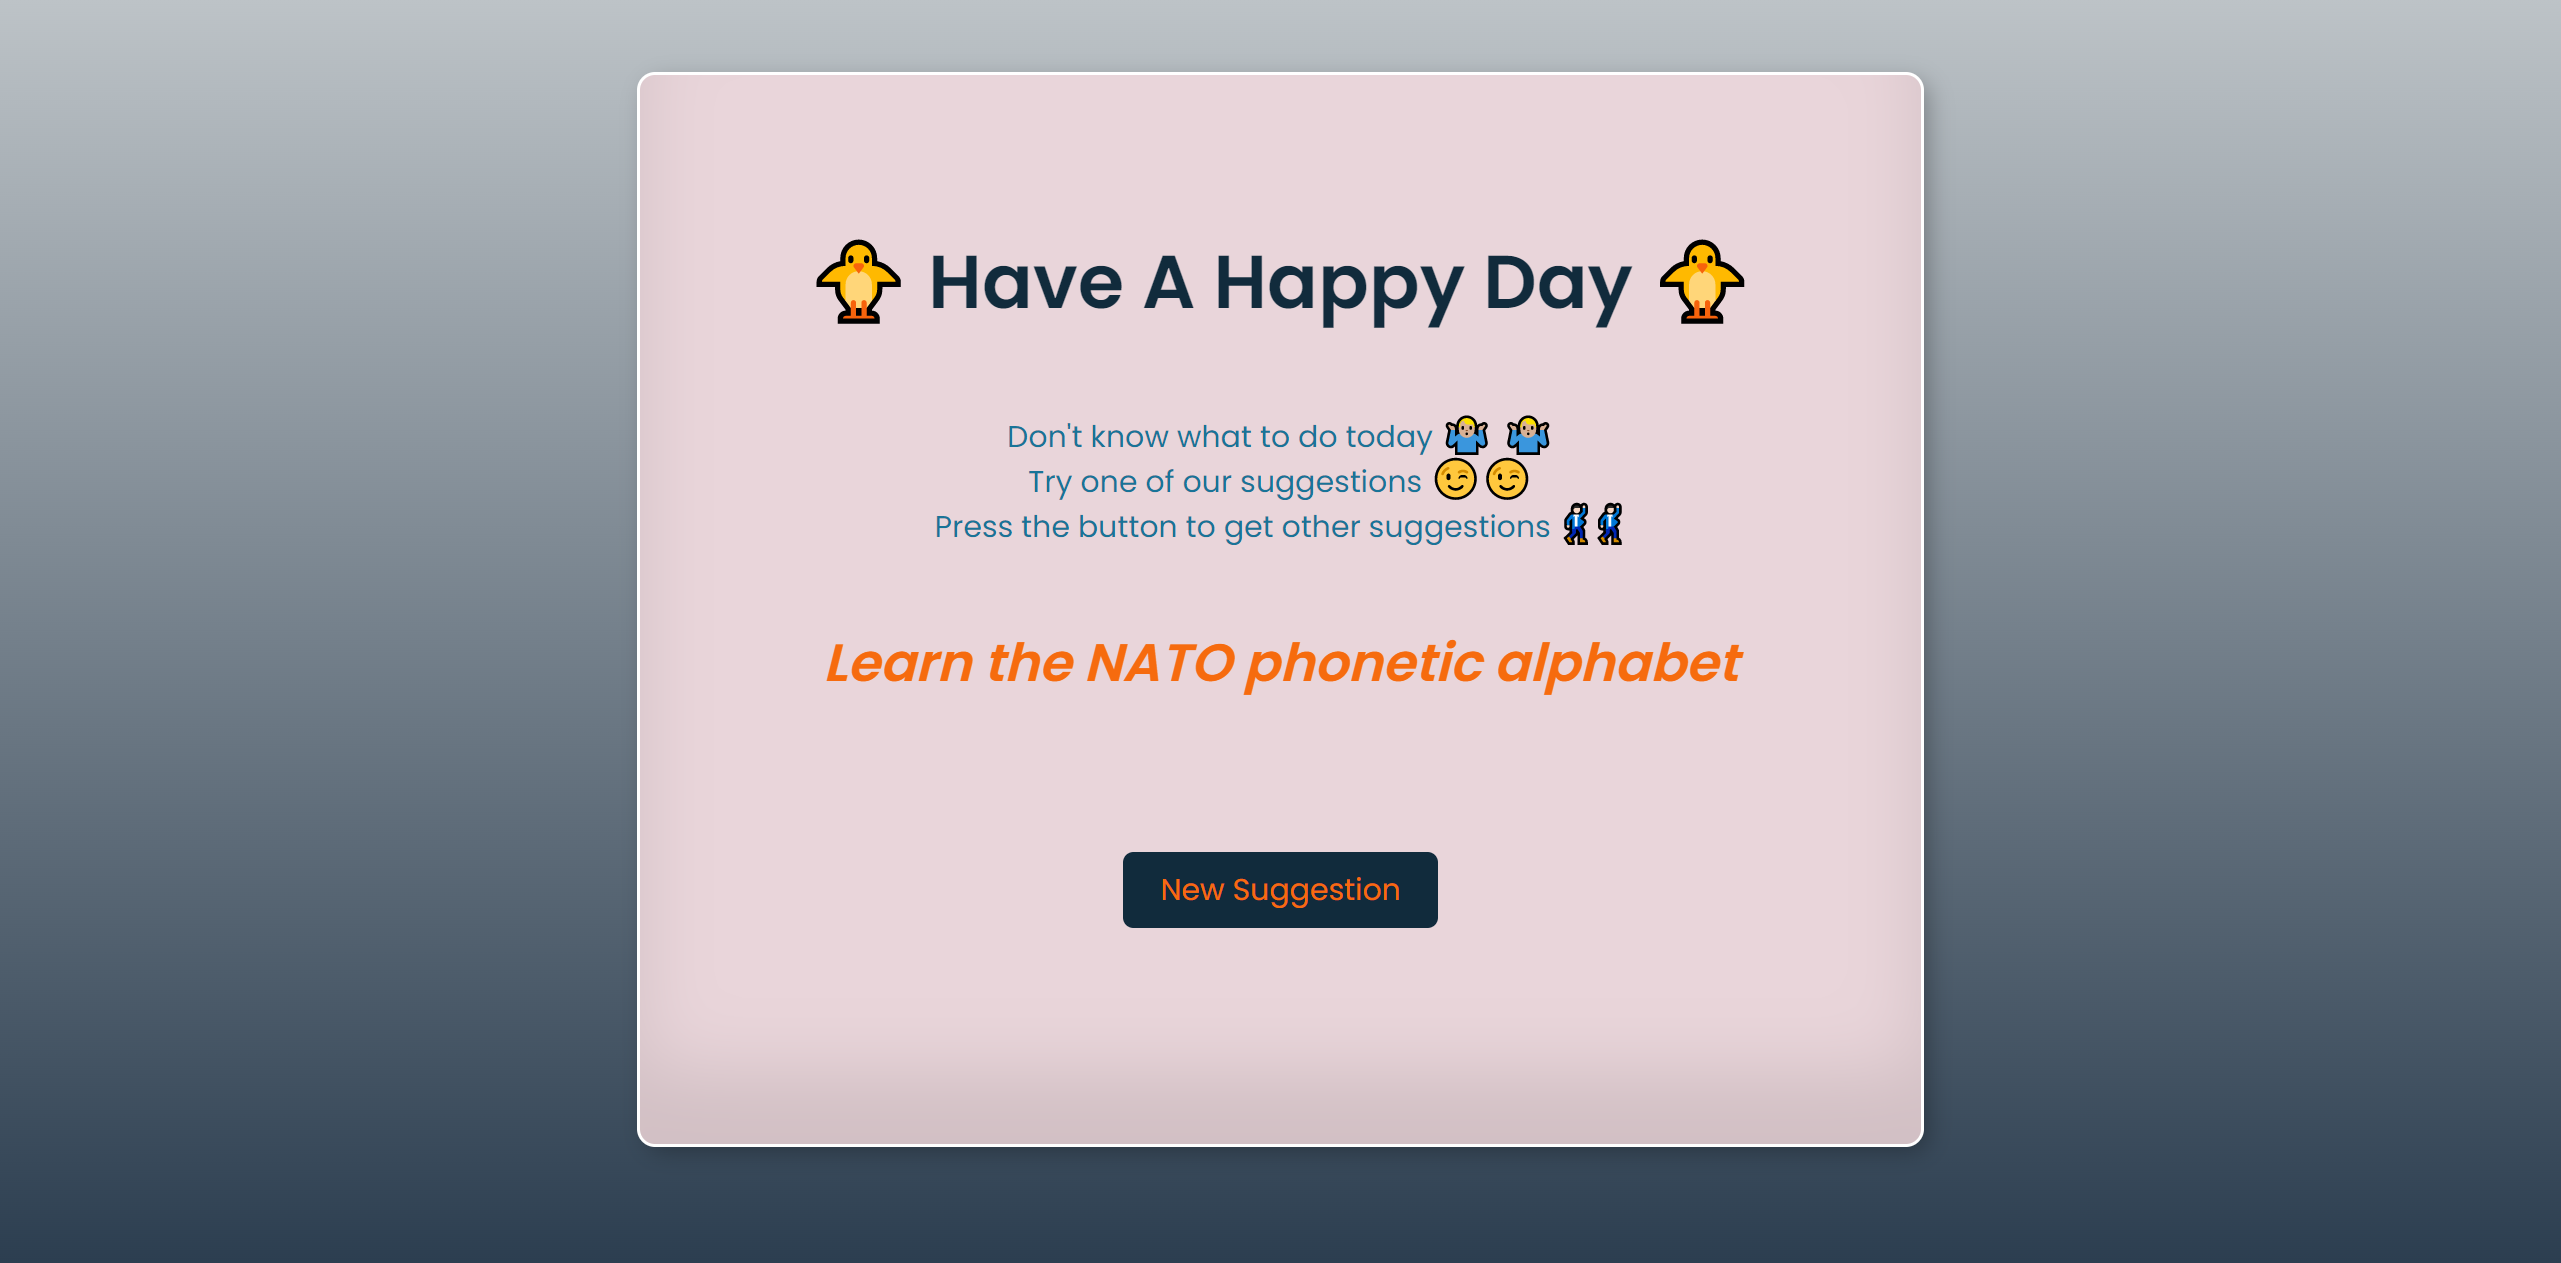 Have A Happy Day
Don't know what to do today
Try one of our suggestions
Press the button to get other suggestions
Learn the NATO phonetic alphabet
New Suggestion